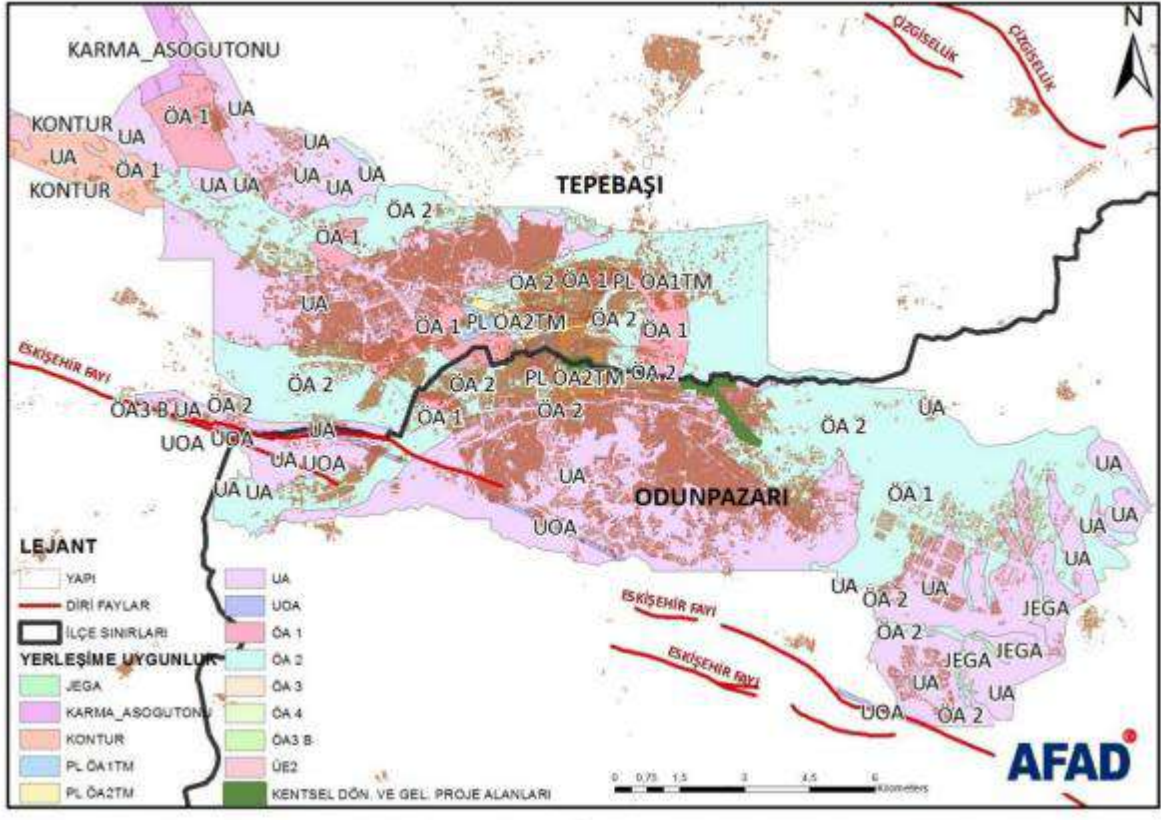 N
KARMA_ASOGUTONU
ÇİZGİSELLİK
ÇİZGİSELLİK
ÖA 1
UA
KONTUR
UA
UA
UA
ÖA 1
UA
UA
KONTUR
UA UA
UA
TEPEBAŞI
ÖA 2
ÖA 1
ÖA 2
ÖA 1
PL ÖA1TM
UA
ÖA 1
PL ÖA2TM
ÖA 2
ÖA 1
ESKİŞEHİR FAYI
ÖA 2
ÖA 2
PL ÖA2TM
ÖA 2
ÖA3 B
UA
ÖA 2
ÖA 1
ÖA 2
UA
ÖA 2
UOA
UOA
UA
UA
UOA
UA
UA
UA
UA
ODUNPAZARI
ÖA 1
UA
UA
UOA
UA
UA
ÖA 2
UA
JEGA
ESKİŞEHİR FAYI
ÖA 2
JEGA
JEGA
ESKİŞEHİR FAYI
UA
UA
UOA
ÖA 2
LEJANT
YAPI
DİRİ FAYLAR
İLÇE SINIRLARI
YERLEŞİME UYGUNLUK
JEGA
KARMA_ASOGUTONU
KONTUR
PL ÖA1TM
PL ÖA2TM
UA
UOA
ÖA 1
ÖA 2
ÖA 3
ÖA 4
ÖA3 B
ÜE2
KENTSEL DÖN. VE GEL. PROJE ALANLARI
0 0,75 1,5 3 4,5 6
Kilometers
AFAD